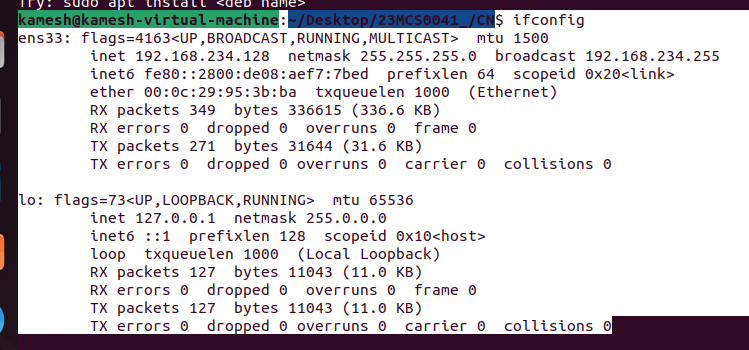 Try: sudo apt install <deb name>
kamesh@kamesh-virtual-machine:~/Desktop/23MCS0041_/CN$ ifconfig
ens33: flags=4163<UP,BROADCAST,RUNNING,MULTICAST>  mtu 1500
        inet 192.168.234.128  netmask 255.255.255.0  broadcast 192.168.234.255
        inet6 fe80::2800:de08:aef7:7bed  prefixlen 64  scopeid 0x20<link>
        ether 00:0c:29:95:3b:ba  txqueuelen 1000  (Ethernet)
        RX packets 349  bytes 336615 (336.6 KB)
        RX errors 0  dropped 0  overruns 0  frame 0
        TX packets 271  bytes 31644 (31.6 KB)
        TX errors 0  dropped 0 overruns 0  carrier 0  collisions 0

lo: flags=73<UP,LOOPBACK,RUNNING>  mtu 65536
        inet 127.0.0.1  netmask 255.0.0.0
        inet6 ::1  prefixlen 128  scopeid 0x10<host>
        loop  txqueuelen 1000  (Local Loopback)
        RX packets 127  bytes 11043 (11.0 KB)
        RX errors 0  dropped 0  overruns 0  frame 0
        TX packets 127  bytes 11043 (11.0 KB)
        TX errors 0  dropped 0 overruns 0  carrier 0  collisions 0